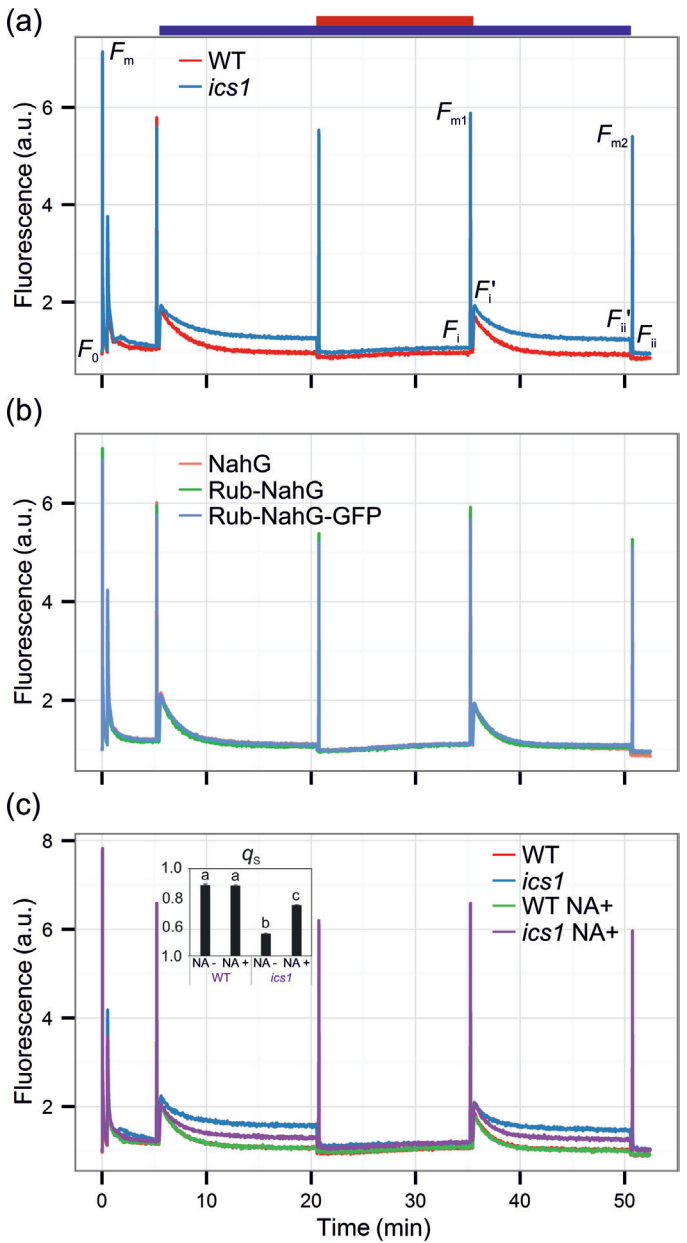 (a)
Fm
WT
ics1
Fm1
Fm2
Fi'
Fi
Fii'
Fii
F0
6
2
Fluorescence (a.u.)
(b)
NahG
Rub-NahG
Rub-NahG-GFP
6
4
2
Fluorescence (a.u.)
(c)
8
6
4
2
Fluorescence (a.u.)
qs
1.0
0.8
0.6
1.0
a a b c
NA - NA + NA - NA +
WT ics1
WT
ics1
WT NA+
ics1 NA+
0 10 20 30 40 50
Time (min)